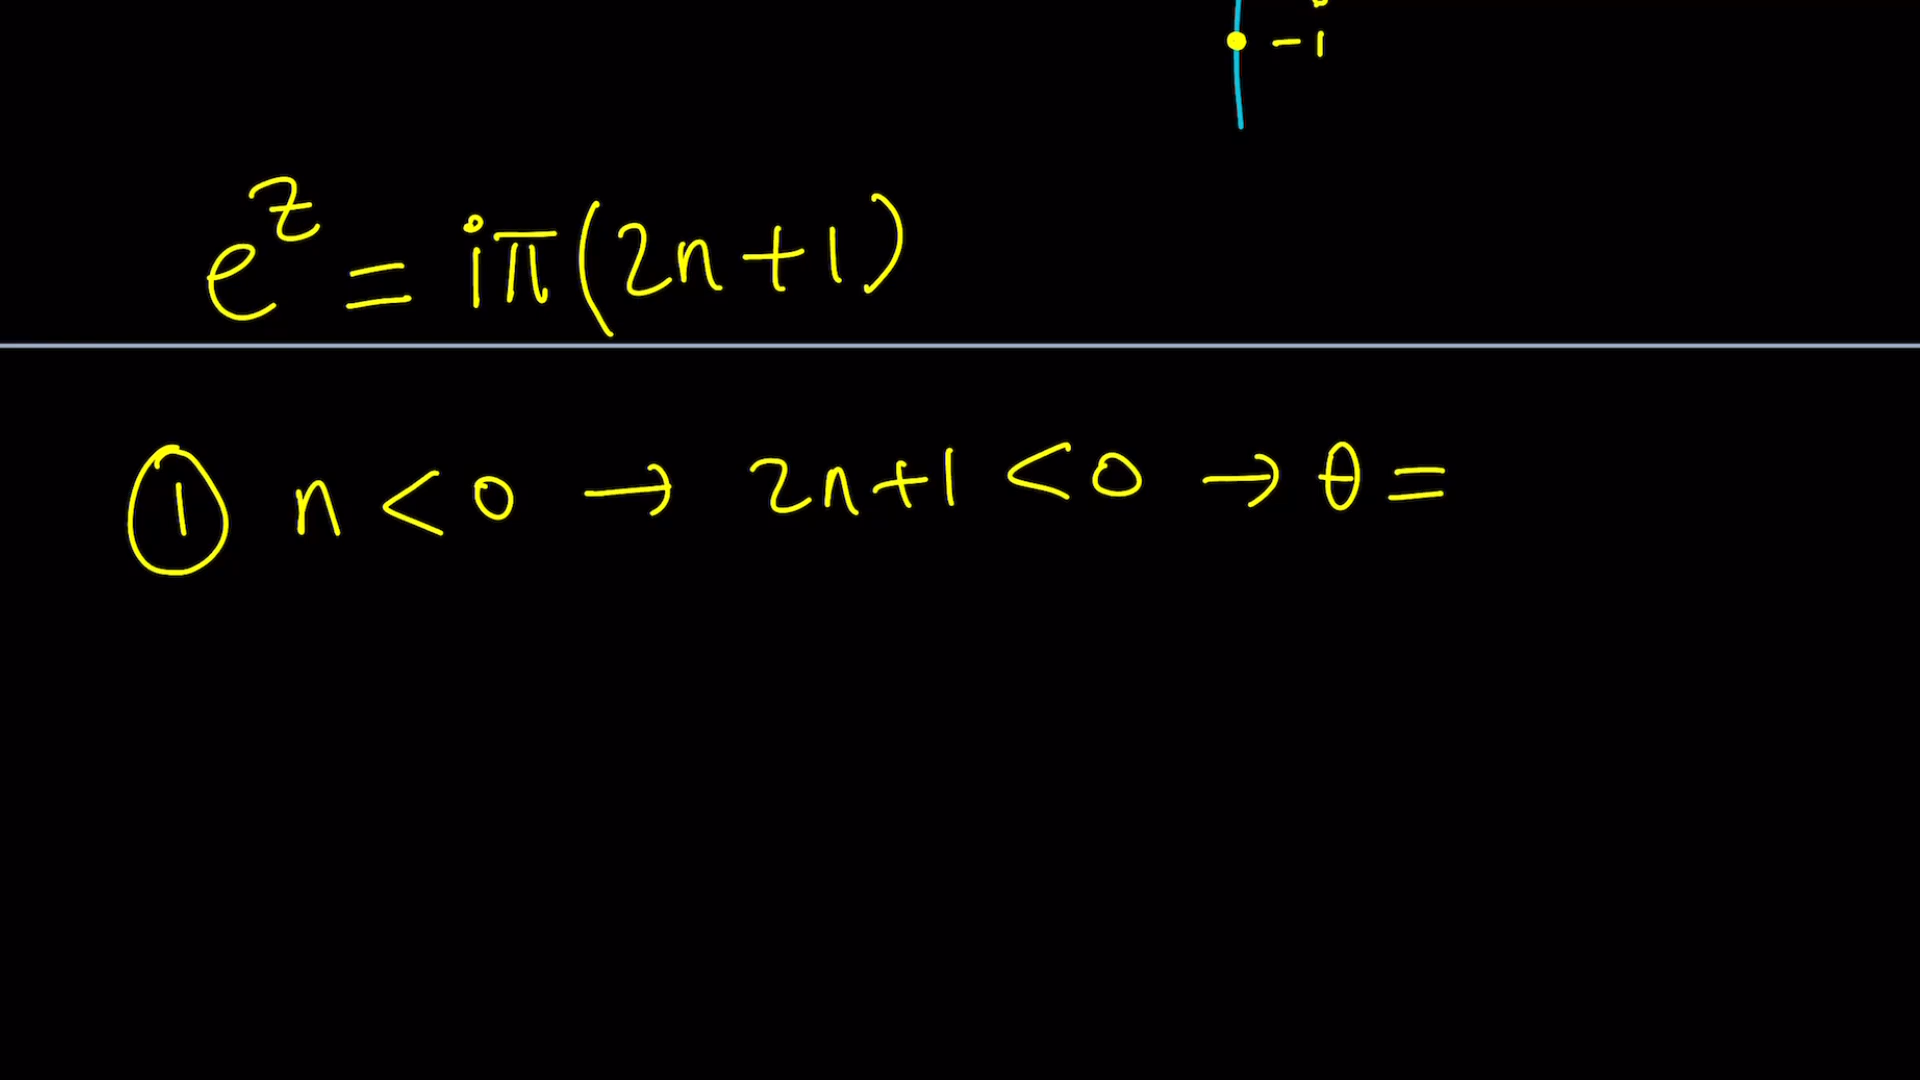 -i
e^z = iπ(2n+1)
① n < 0 → 2n+1 < 0 → θ =